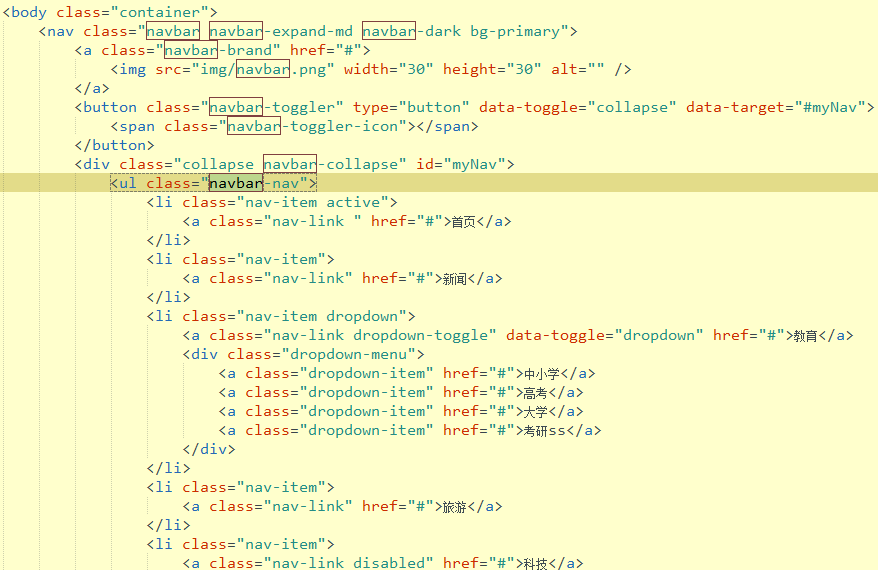 <body class="container">
<nav class="navbar navbar-expand-md navbar-dark bg-primary">
<a class="navbar-brand" href="#">
<img src="img/navbar.png" width="30" height="30" alt="" />
</a>
<button class="navbar-toggler" type="button" data-toggle="collapse" data-target="#myNav">
<span class="navbar-toggler-icon"></span>
</button>
<div class="collapse navbar-collapse" id="myNav">
<ul class="navbar-nav">
<li class="nav-item active">
<a class="nav-link " href="#">首页</a>
</li>
<li class="nav-item">
<a class="nav-link" href="#">新闻</a>
</li>
<li class="nav-item dropdown">
<a class="nav-link dropdown-toggle" data-toggle="dropdown" href="#">教育</a>
<div class="dropdown-menu">
<a class="dropdown-item" href="#">中小学</a>
<a class="dropdown-item" href="#">高考</a>
<a class="dropdown-item" href="#">大学</a>
<a class="dropdown-item" href="#">考研ss</a>
</div>
</li>
<li class="nav-item">
<a class="nav-link" href="#">旅游</a>
</li>
<li class="nav-item">
<a class="nav-link disabled" href="#">科技</a>